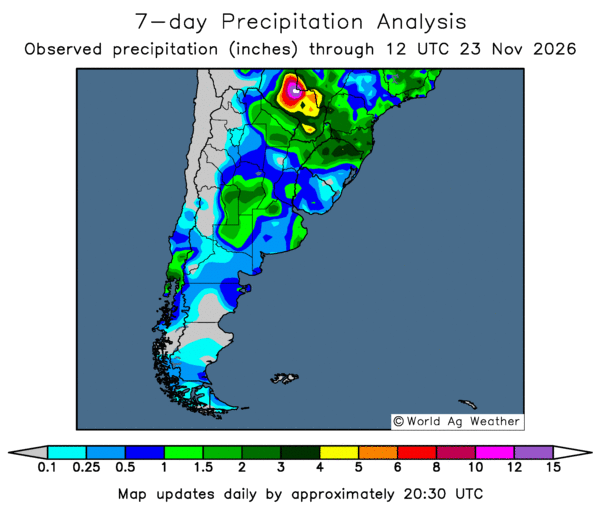 7-day Precipitation Analysis
Observed precipitation (inches) through 12 UTC 23 Nov 2026
© World Ag Weather
0.1 0.25 0.5 1 1.5 2 3 4 5 6 8 10 12 15
Map updates daily by approximately 20:30 UTC